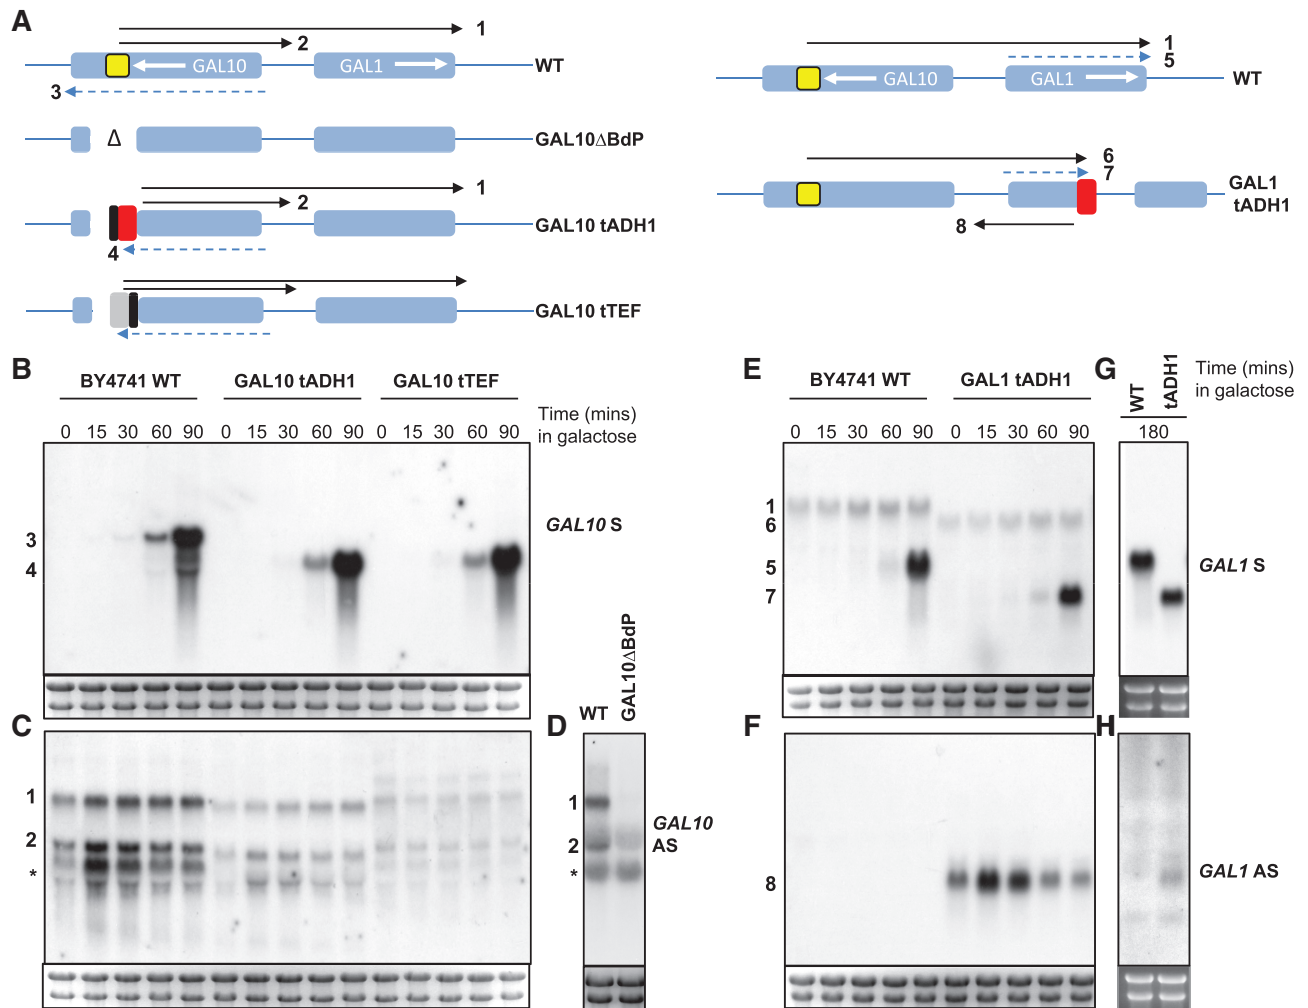 A
1
2
GAL10
GAL1
WT
3
Δ
GAL10ΔBdP
1
2
GAL10 tADH1
4
GAL10 tTEF
1
5
GAL10
GAL1
WT
6
7
GAL1
tADH1
8
B
BY4741 WT
GAL10 tADH1
GAL10 tTEF
Time (mins)
in galactose
0 15 30 60 90 0 15 30 60 90 0 15 30 60 90
GAL10 S
3
4
C
1
2
*
D
WT
GAL10ΔBdP
1
2
*
GAL10
AS
E
BY4741 WT
GAL1 tADH1
0 15 30 60 90 0 15 30 60 90
1
6
5
7
G
WT
tADH1
Time (mins)
in galactose
180
GAL1 S
F
8
H
GAL1 AS